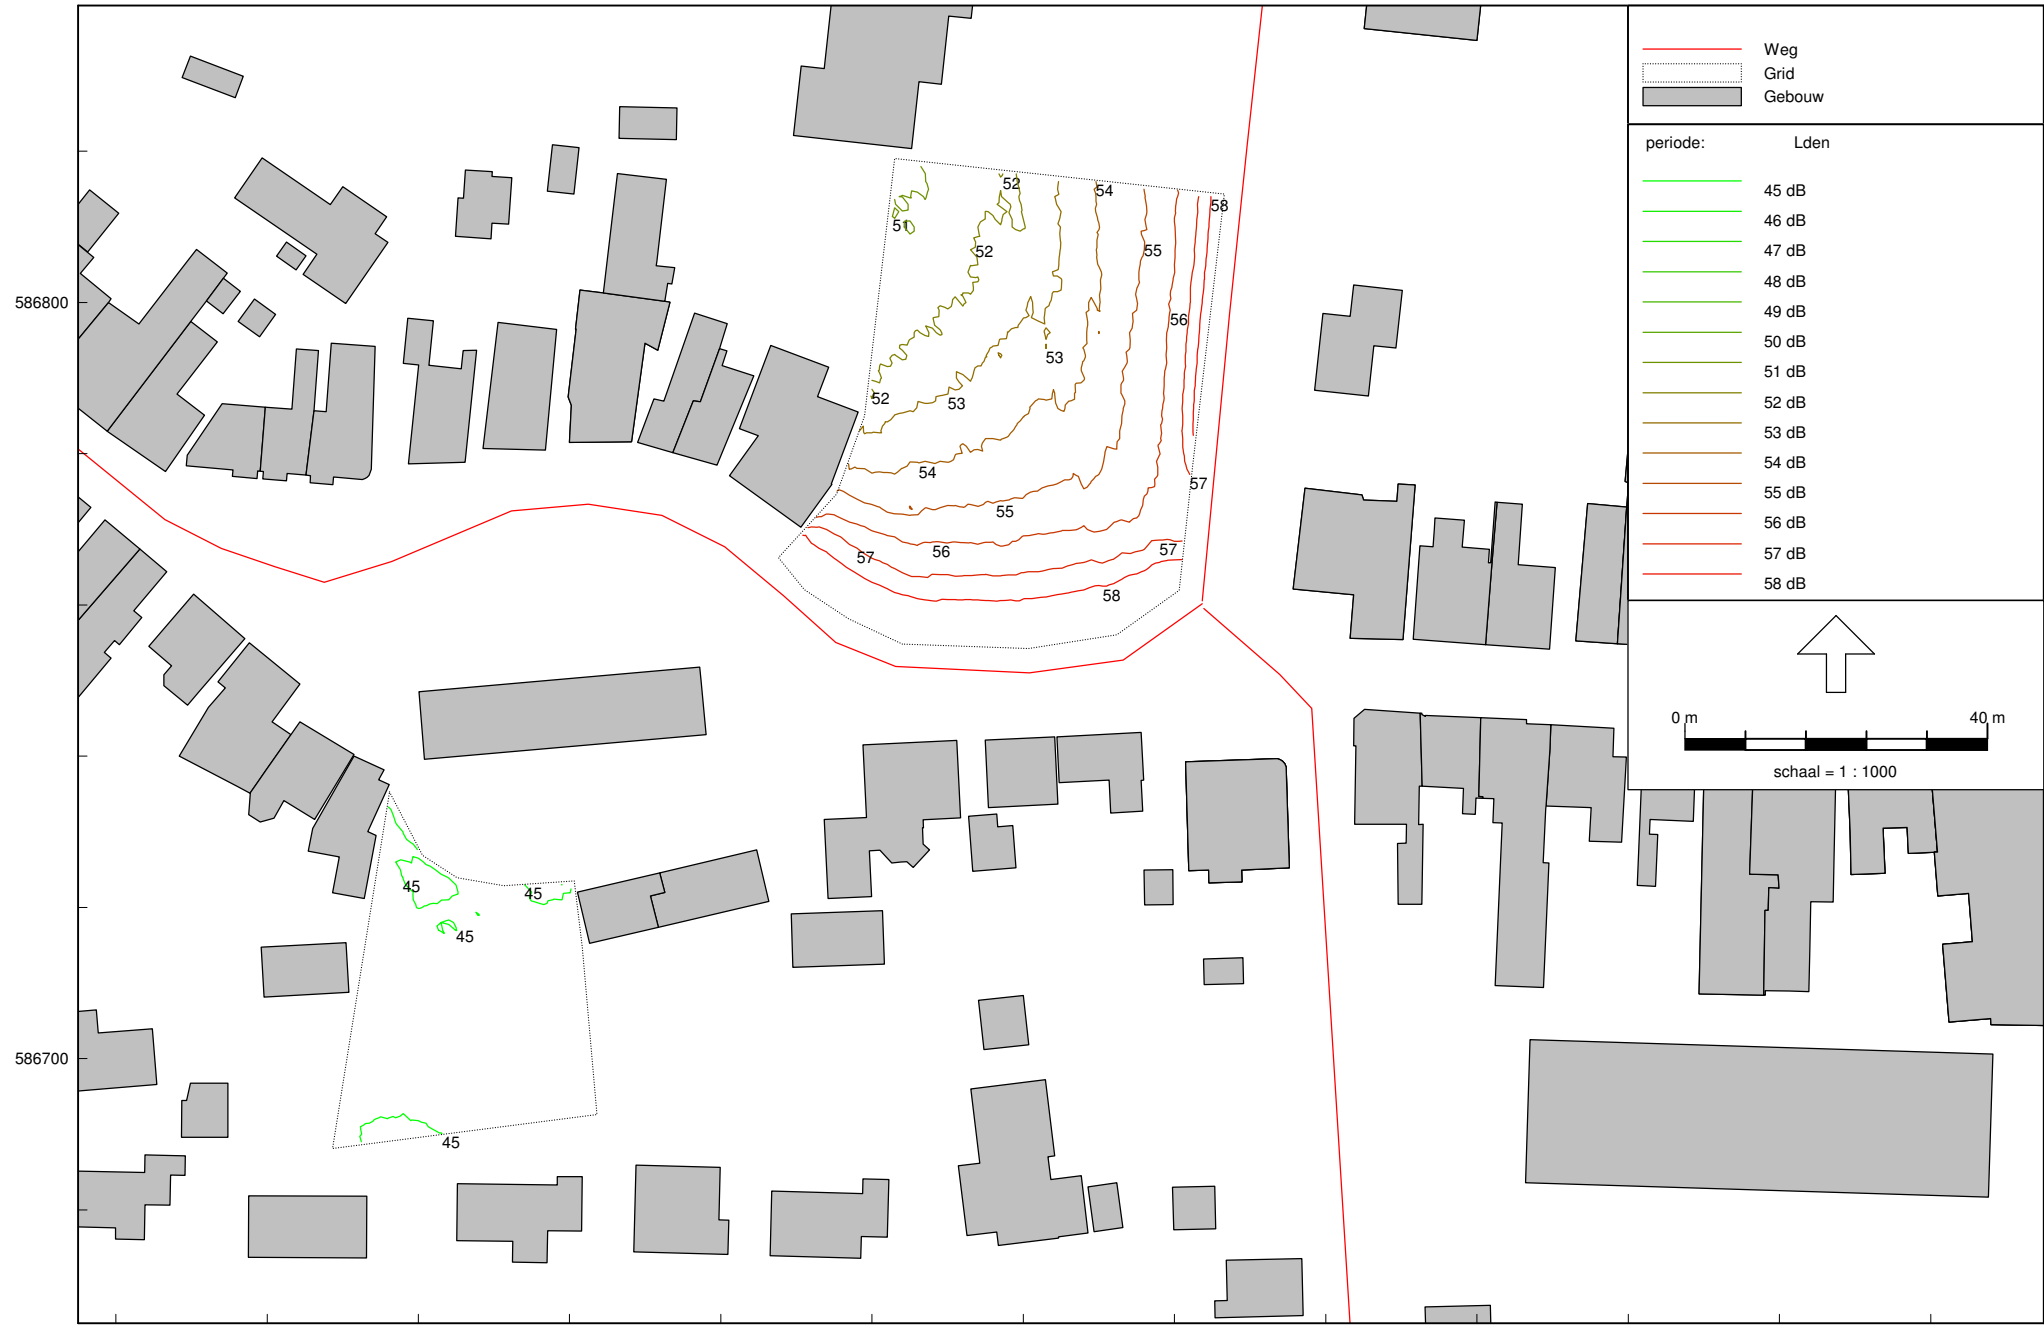 Weg
Grid
Gebouw
periode: Lden
45 dB
46 dB
47 dB
48 dB
49 dB
50 dB
51 dB
52 dB
53 dB
54 dB
55 dB
56 dB
57 dB
58 dB
0 m 40 m
schaal = 1 : 1000
52
54
58
51
52
55
586800
56
53
52
53
54
57
55
57
56
57
58
45
45
45
586700
45